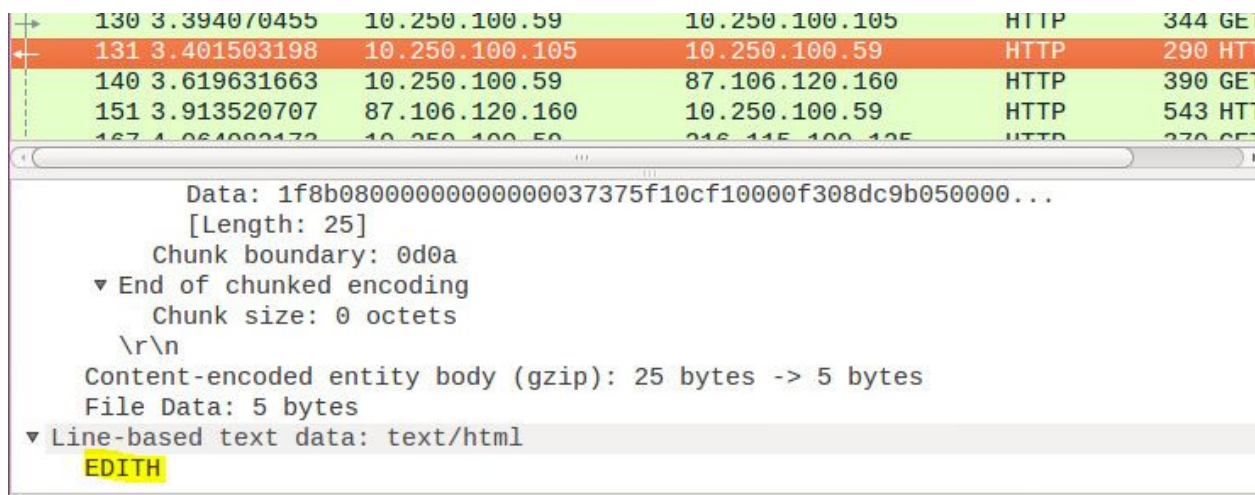 130 3.394070455 10.250.100.59 10.250.100.105 HTTP 344 GE
131 3.401503198 10.250.100.105 10.250.100.59 HTTP 290 HT
140 3.619631663 10.250.100.59 87.106.120.160 HTTP 390 GE
151 3.913520707 87.106.120.160 10.250.100.59 HTTP 543 HT
Data: 1f8b08000000000000037375f10cf10000f308dc9b050000...
[Length: 25]
Chunk boundary: 0d0a
End of chunked encoding
Chunk size: 0 octets
\r\n
Content-encoded entity body (gzip): 25 bytes -> 5 bytes
File Data: 5 bytes
Line-based text data: text/html
EDITH